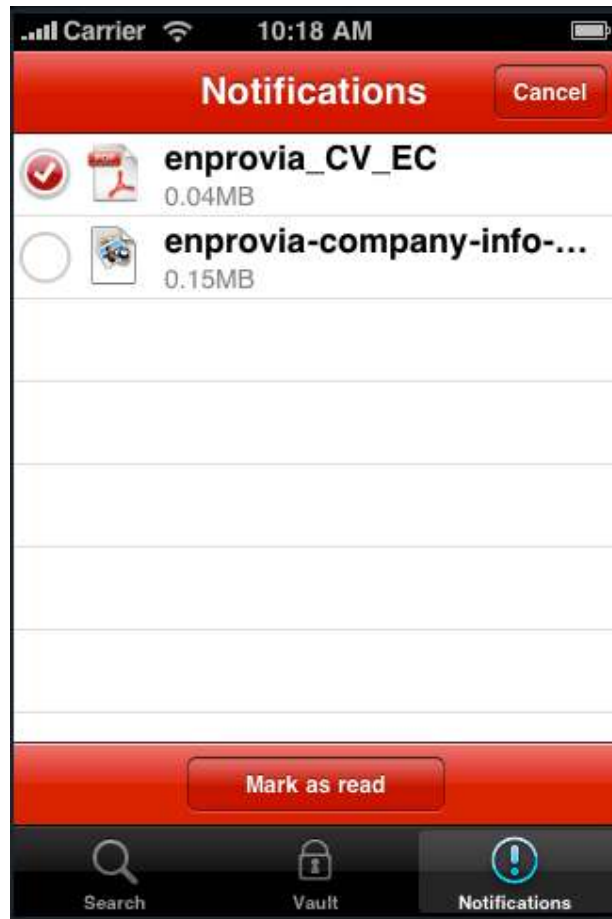 Carrier 10:18 AM
Notifications Cancel
enprovia_CV_EC
0.04MB
enprovia-company-info-...
0.15MB
Mark as read
Search Vault Notifications